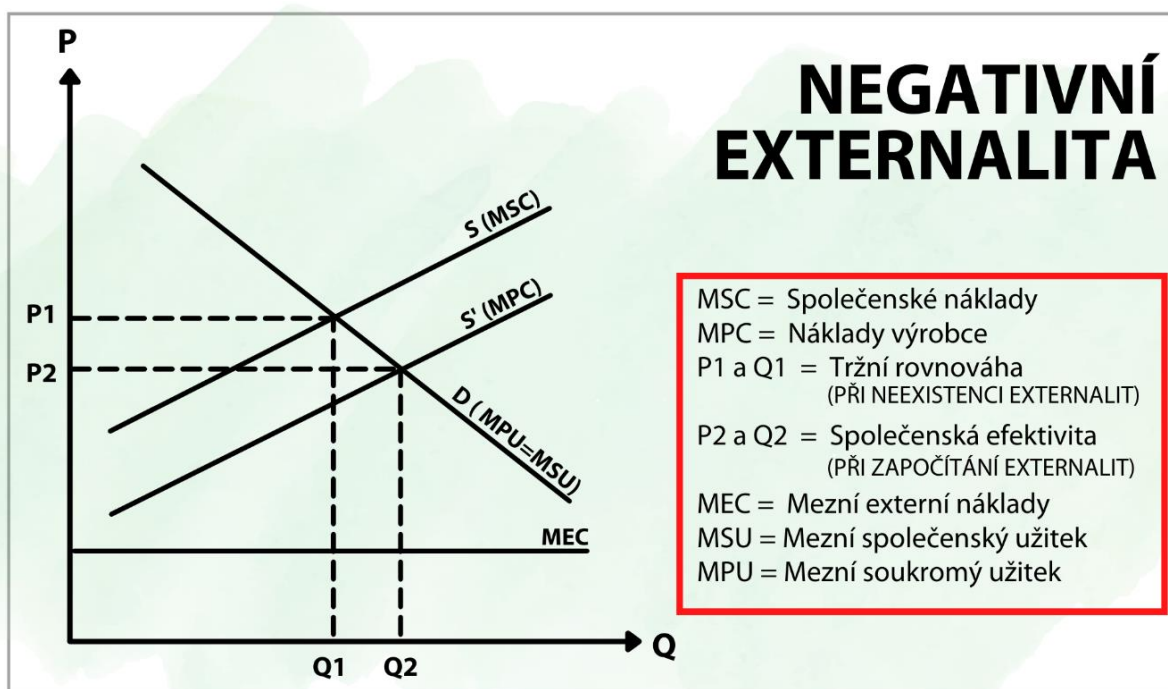 P
NEGATIVNÍ
EXTERNALITA
S (MSC)
S' (MPC)
P1
P2
D ( MPU=MSU)
MEC
Q1
Q2
Q
MSC = Společenské náklady
MPC = Náklady výrobce
P1 a Q1 = Tržní rovnováha
(PŘI NEEXISTENCI EXTERNALIT)
P2 a Q2 = Společenská efektivita
(PŘI ZAPOČÍTÁNÍ EXTERNALIT)
MEC = Mezní externí náklady
MSU = Mezní společenský užitek
MPU = Mezní soukromý užitek